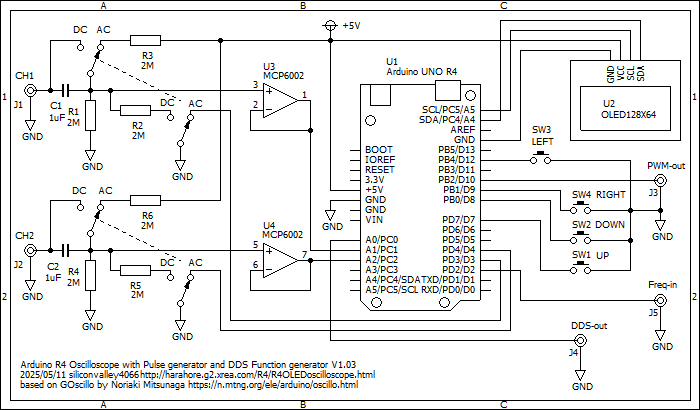 A B C
+5V
DC AC
R3
2M
U3
MCP6002
U1
Arduino UNO R4
GND
VCC
SCL
SDA
U2
OLED128X64
1
CH1
J1
GND
C1
1uF
R1
2M
R2
2M
DC AC
GND
GND
3
2
1
SCL/PC5/A5
SDA/PC4/A4
AREF
GND
BOOT
IOREF
RESET
3.3V
+5V
GND
GND
VIN
PB5/D13
PB4/D12
PB3/D11
PB2/D10
PB1/D9
PB0/D8
PD7/D7
PD6/D6
PD5/D5
PD4/D4
PD3/D3
PD2/D2
A0/PC0
A1/PC1
A2/PC2
A3/PC3
A4/PC4/SDA TXD/PD1/D1
A5/PC5/SCL RXD/PD0/D0
SW3
LEFT
PWM-out
J3
GND
SW4 RIGHT
SW2 DOWN
SW1 UP
1
DC AC
R6
2M
U4
MCP6002
GND
2
CH2
J2
GND
C2
1uF
R4
2M
R5
2M
DC AC
GND
GND
5
6
7
Freq-in
J5
GND
DDS-out
J4
GND
2
Arduino R4 Oscilloscope with Pulse generator and DDS Function generator V1.03
2025/05/11 siliconvalley4066 http://harahore.g2.xrea.com/R4/R4OLEDoscilloscope.html
based on GOscillo by Noriaki Mitsunaga https://n.mtng.org/ele/arduino/oscillo.html
A B C